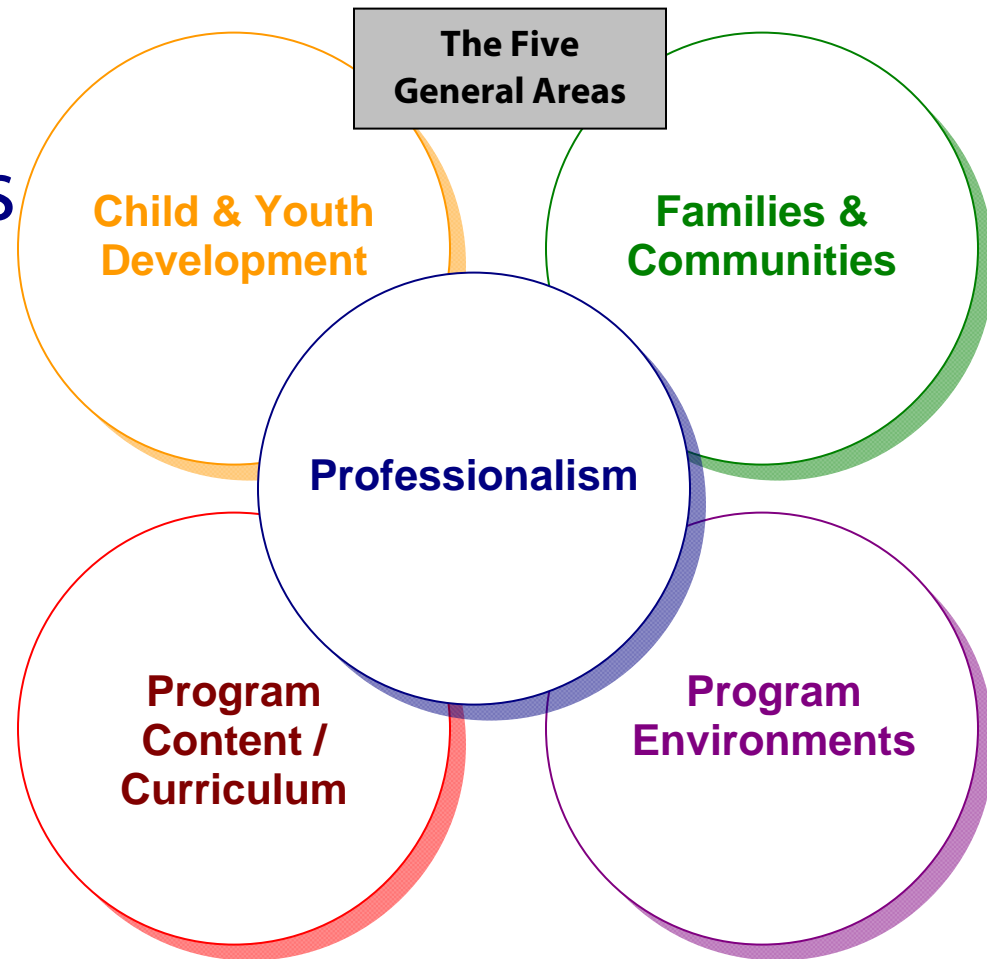 The Five
General Areas
s
Child & Youth
Development
Families &
Communities
Professionalism
Program
Content /
Curriculum
Program
Environments